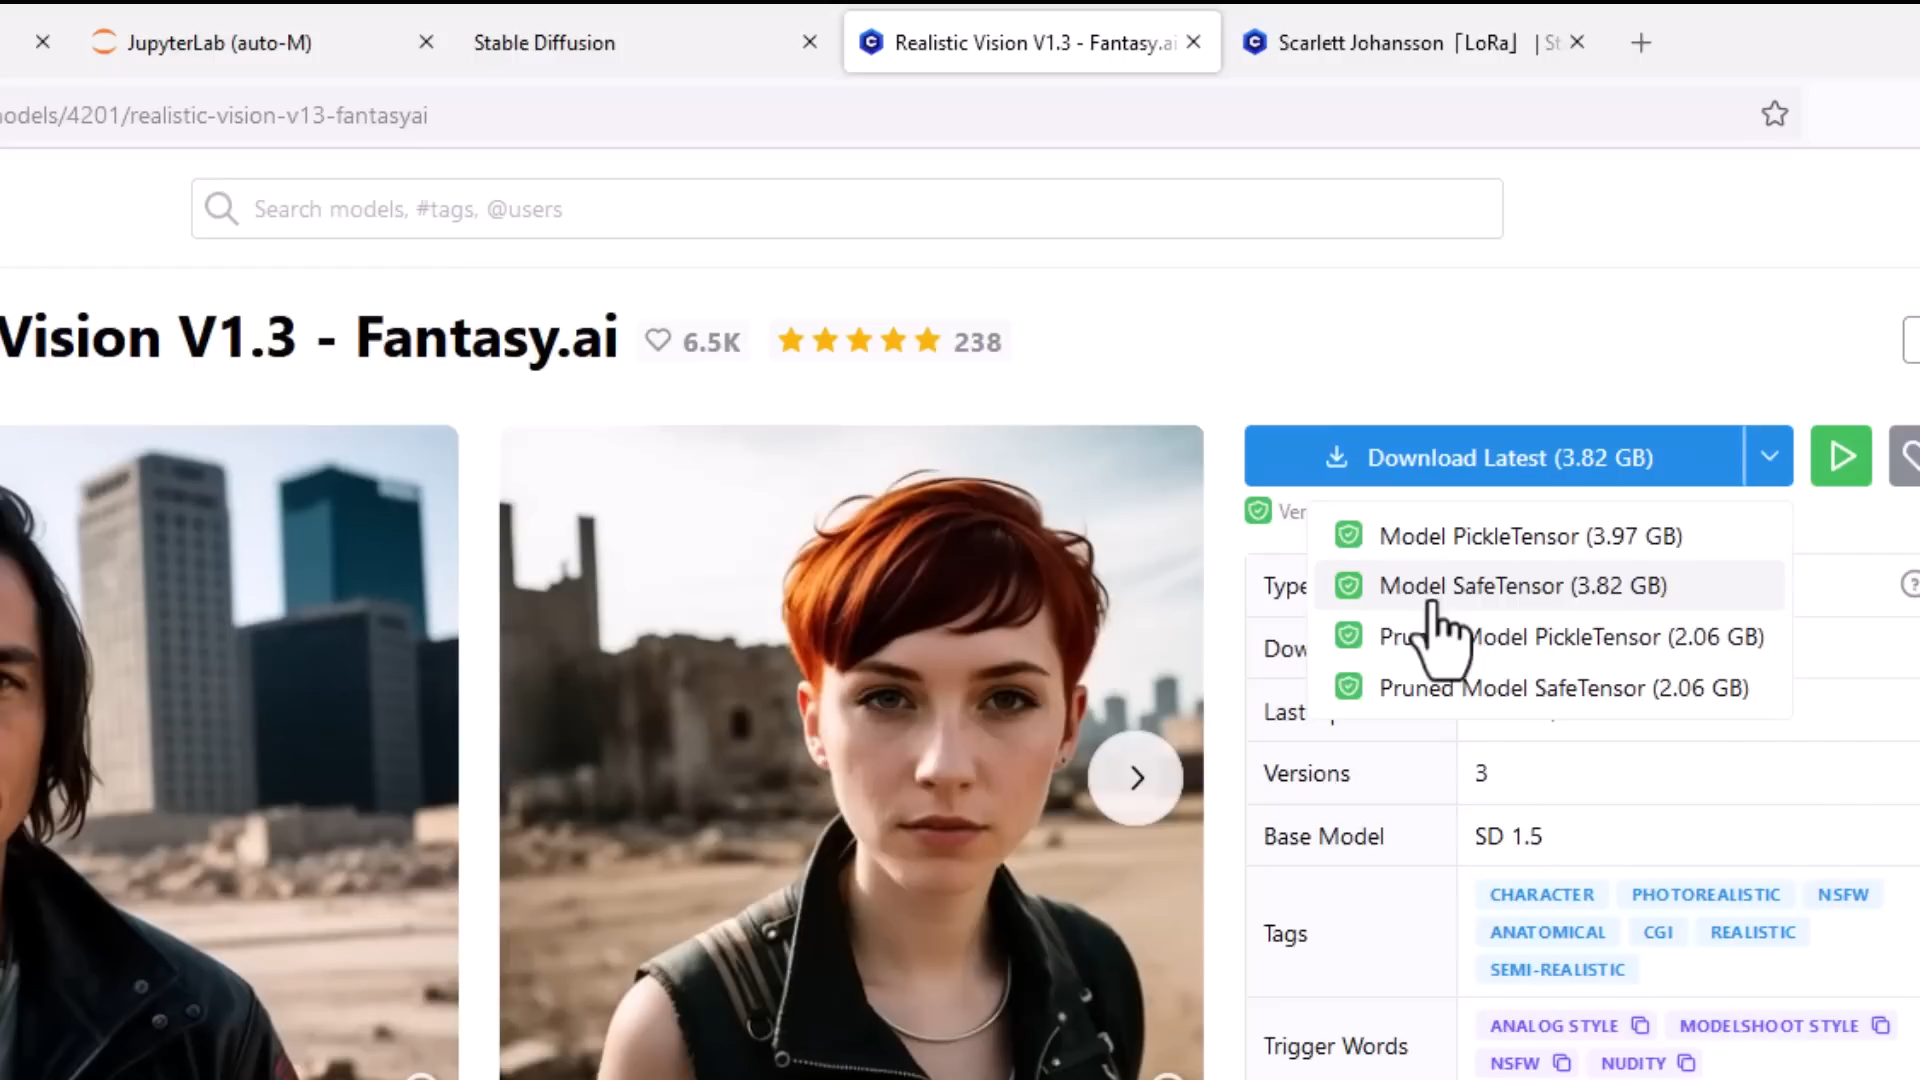 JupyterLab (auto-M)
Stable Diffusion
Realistic Vision V1.3 - Fantasy.ai
Scarlett Johansson「LoRa」 | St
odels/4201/realistic-vision-v13-fantasyai
Search models, #tags, @users
Vision V1.3 - Fantasy.ai
6.5K
238
Download Latest (3.82 GB)
Ver
Model PickleTensor (3.97 GB)
Type
Model SafeTensor (3.82 GB)
Dow
Model PickleTensor (2.06 GB)
Pruned Model SafeTensor (2.06 GB)
Last
Versions
3
Base Model
SD 1.5
Tags
CHARACTER
PHOTOREALISTIC
NSFW
ANATOMICAL
CGI
REALISTIC
SEMI-REALISTIC
Trigger Words
ANALOG STYLE
MODELSHOOT STYLE
NSFW
NUDITY